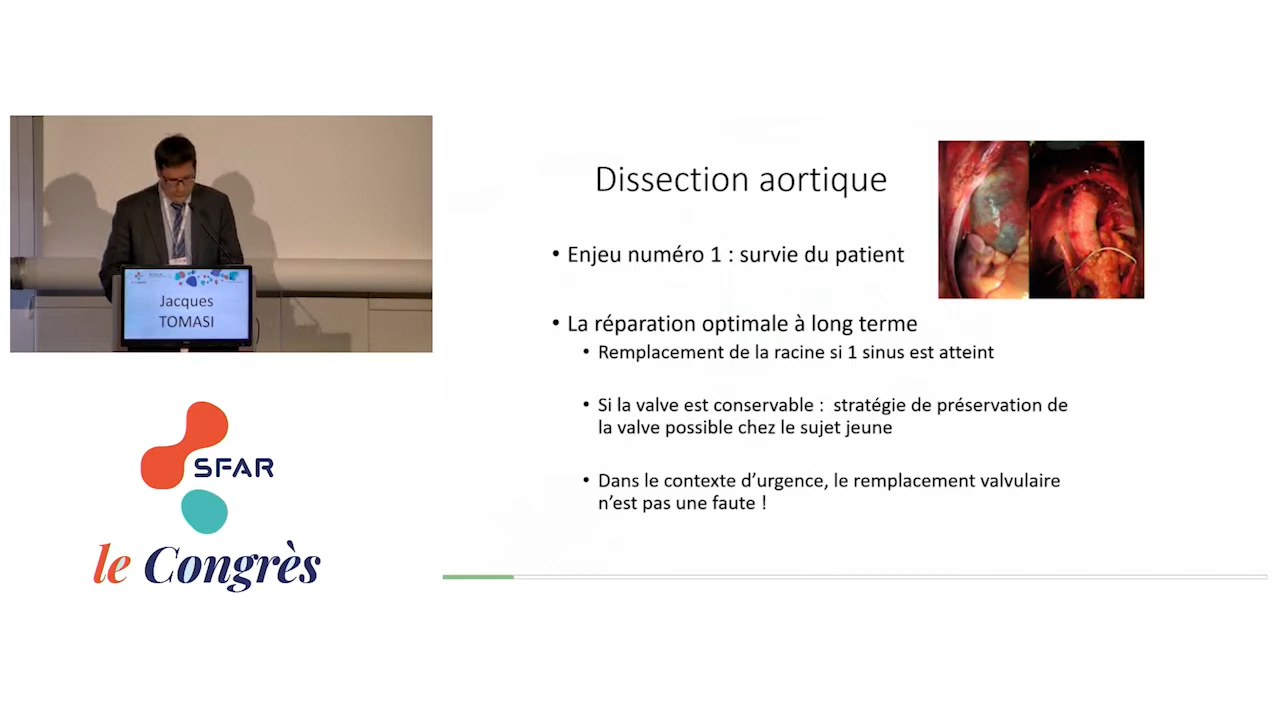 Jacques
TOMASI
SFAR
le Congrès
Dissection aortique
• Enjeu numéro 1 : survie du patient
• La réparation optimale à long terme
• Remplacement de la racine si 1 sinus est atteint
• Si la valve est conservable : stratégie de préservation de
la valve possible chez le sujet jeune
• Dans le contexte d’urgence, le remplacement valvulaire
n’est pas une faute !